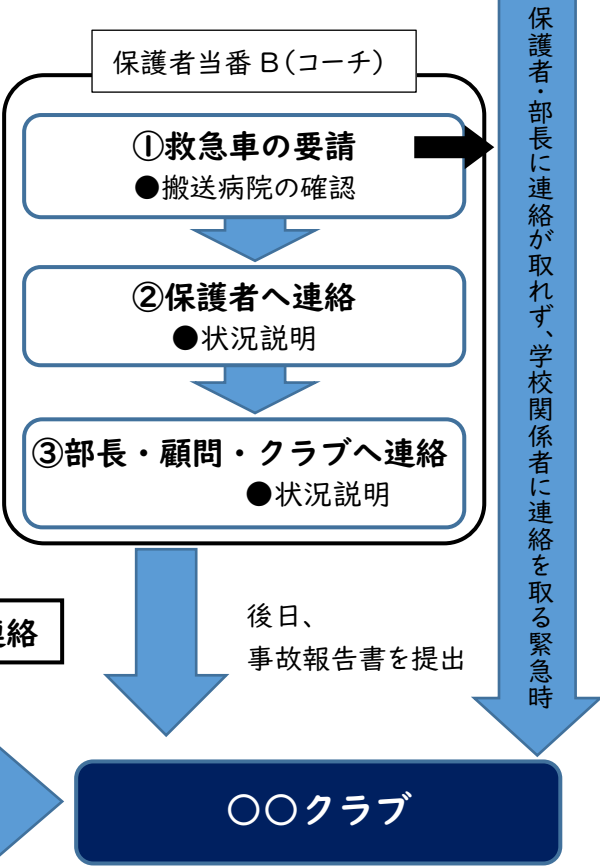 保護者当番B(コーチ)
①救急車の要請
●搬送病院の確認
②保護者へ連絡
●状況説明
③部長・顧問・クラブへ連絡
●状況説明
保護者・部長に連絡が取れず、学校関係者に連絡を取る緊急時
絡
後日、
事故報告書を提出
○○クラブ